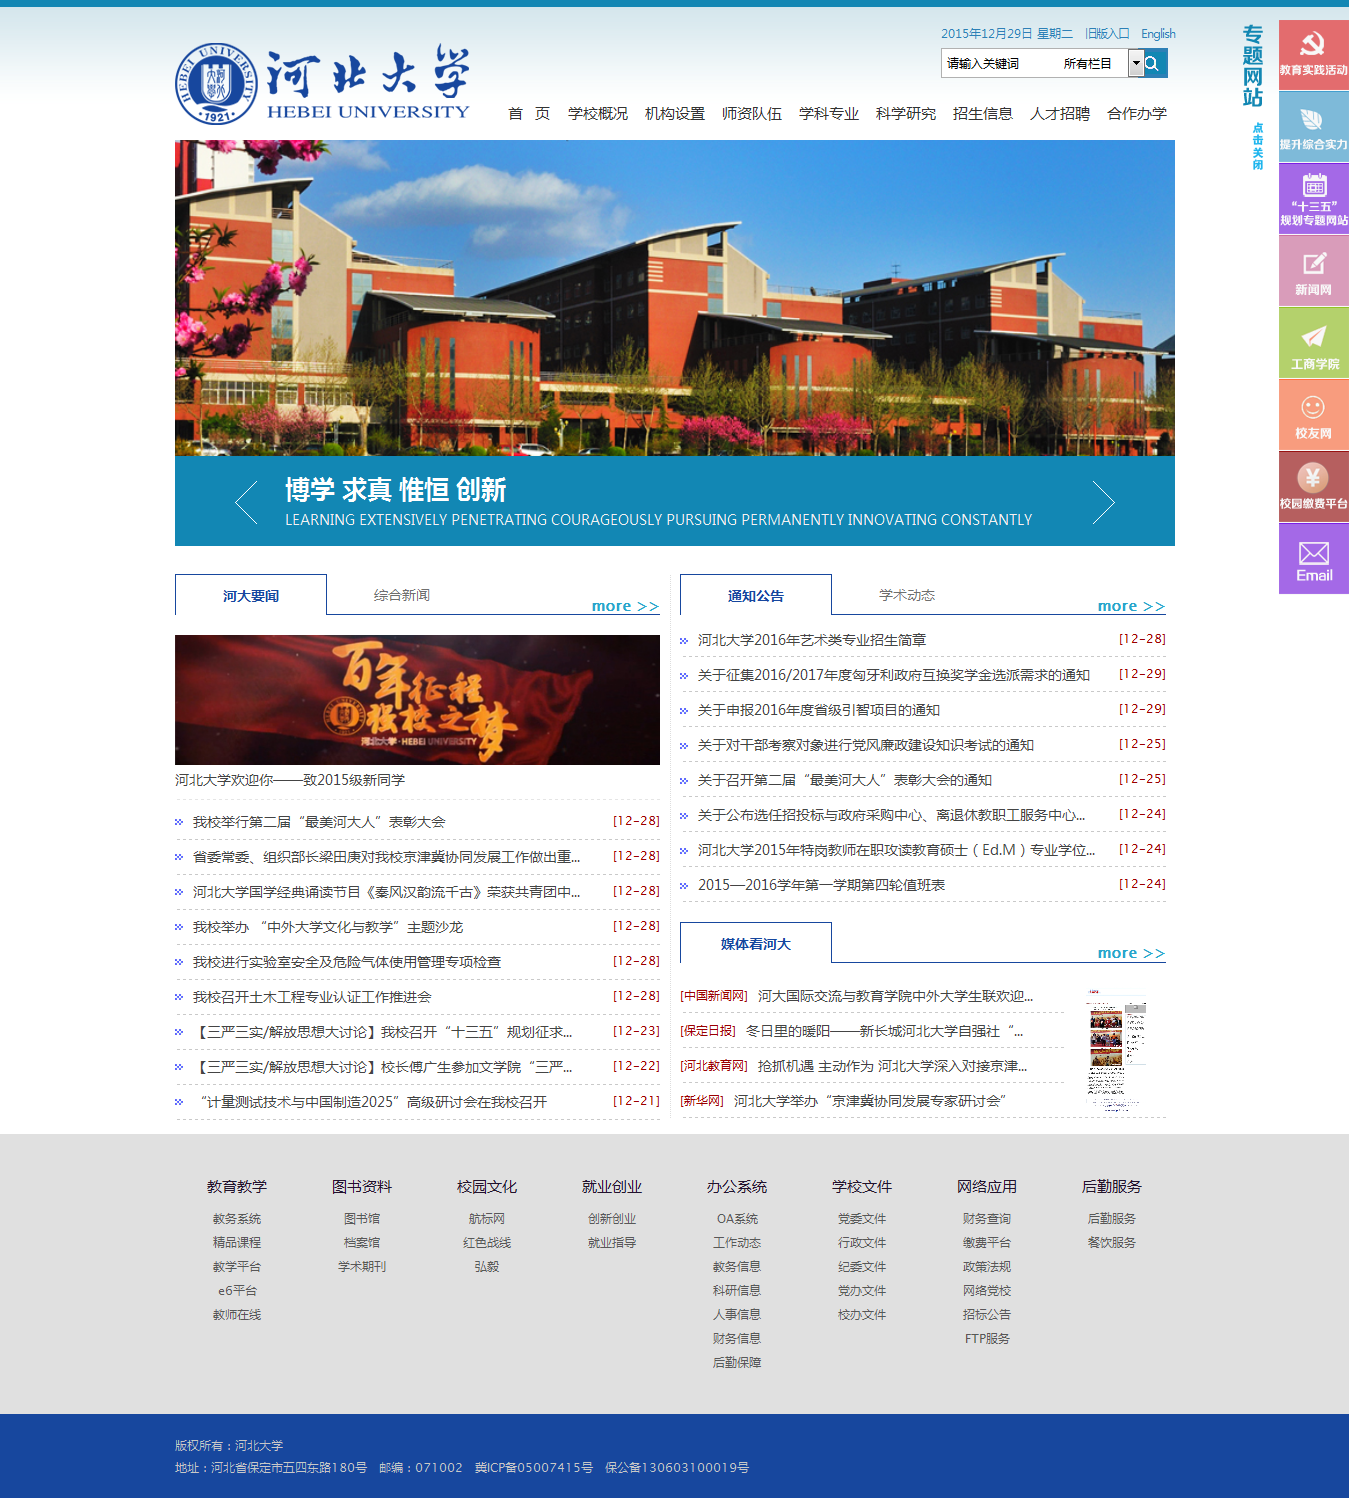 2015年12月29日 星期二 旧版入口 English
请输入关键词 所有栏目
河北大学
HEBEI UNIVERSITY
HEBEI UNIVERSITY
1921
首 页 学校概况 机构设置 师资队伍 学科专业 科学研究 招生信息 人才招聘 合作办学
专题网站
点击关闭
教育实践活动
提升综合实力
“十三五”
规划专题网站
新闻网
工商学院
校友网
校园缴费平台
Email
博学 求真 惟恒 创新
LEARNING EXTENSIVELY PENETRATING COURAGEOUSLY PURSUING PERMANENTLY INNOVATING CONSTANTLY
河大要闻 综合新闻 more >>
百年征程
强校之梦
河北大学·HEBEI UNIVERSITY
河北大学欢迎你——致2015级新同学
我校举行第二届“最美河大人”表彰大会 [12-28]
省委常委、组织部长梁田庚对我校京津冀协同发展工作做出重... [12-28]
河北大学国学经典诵读节目《秦风汉韵流千古》荣获共青团中... [12-28]
我校举办 “中外大学文化与教学”主题沙龙 [12-28]
我校进行实验室安全及危险气体使用管理专项检查 [12-28]
我校召开土木工程专业认证工作推进会 [12-28]
【三严三实/解放思想大讨论】我校召开“十三五”规划征求... [12-23]
【三严三实/解放思想大讨论】校长傅广生参加文学院“三严... [12-22]
“计量测试技术与中国制造2025”高级研讨会在我校召开 [12-21]
通知公告 学术动态 more >>
河北大学2016年艺术类专业招生简章 [12-28]
关于征集2016/2017年度匈牙利政府互换奖学金选派需求的通知 [12-29]
关于申报2016年度省级引智项目的通知 [12-29]
关于对干部考察对象进行党风廉政建设知识考试的通知 [12-25]
关于召开第二届“最美河大人”表彰大会的通知 [12-25]
关于公布选任招投标与政府采购中心、离退休教职工服务中心... [12-24]
河北大学2015年特岗教师在职攻读教育硕士（Ed.M）专业学位... [12-24]
2015—2016学年第一学期第四轮值班表 [12-24]
媒体看河大 more >>
[中国新闻网] 河大国际交流与教育学院中外大学生联欢迎...
[保定日报] 冬日里的暖阳——新长城河北大学自强社“...
[河北教育网] 抢抓机遇 主动作为 河北大学深入对接京津...
[新华网] 河北大学举办“京津冀协同发展专家研讨会”
教育教学 图书资料 校园文化 就业创业 办公系统 学校文件 网络应用 后勤服务
教务系统 图书馆 航标网 创新创业 OA系统 党委文件 财务查询 后勤服务
精品课程 档案馆 红色战线 就业指导 工作动态 行政文件 缴费平台 餐饮服务
教学平台 学术期刊 弘毅 教务信息 纪委文件 政策法规
e6平台 科研信息 党办文件 网络党校
教师在线 人事信息 校办文件 招标公告
财务信息 FTP服务
后勤保障
版权所有：河北大学
地址：河北省保定市五四东路180号 邮编：071002 冀ICP备05007415号 保公备130603100019号